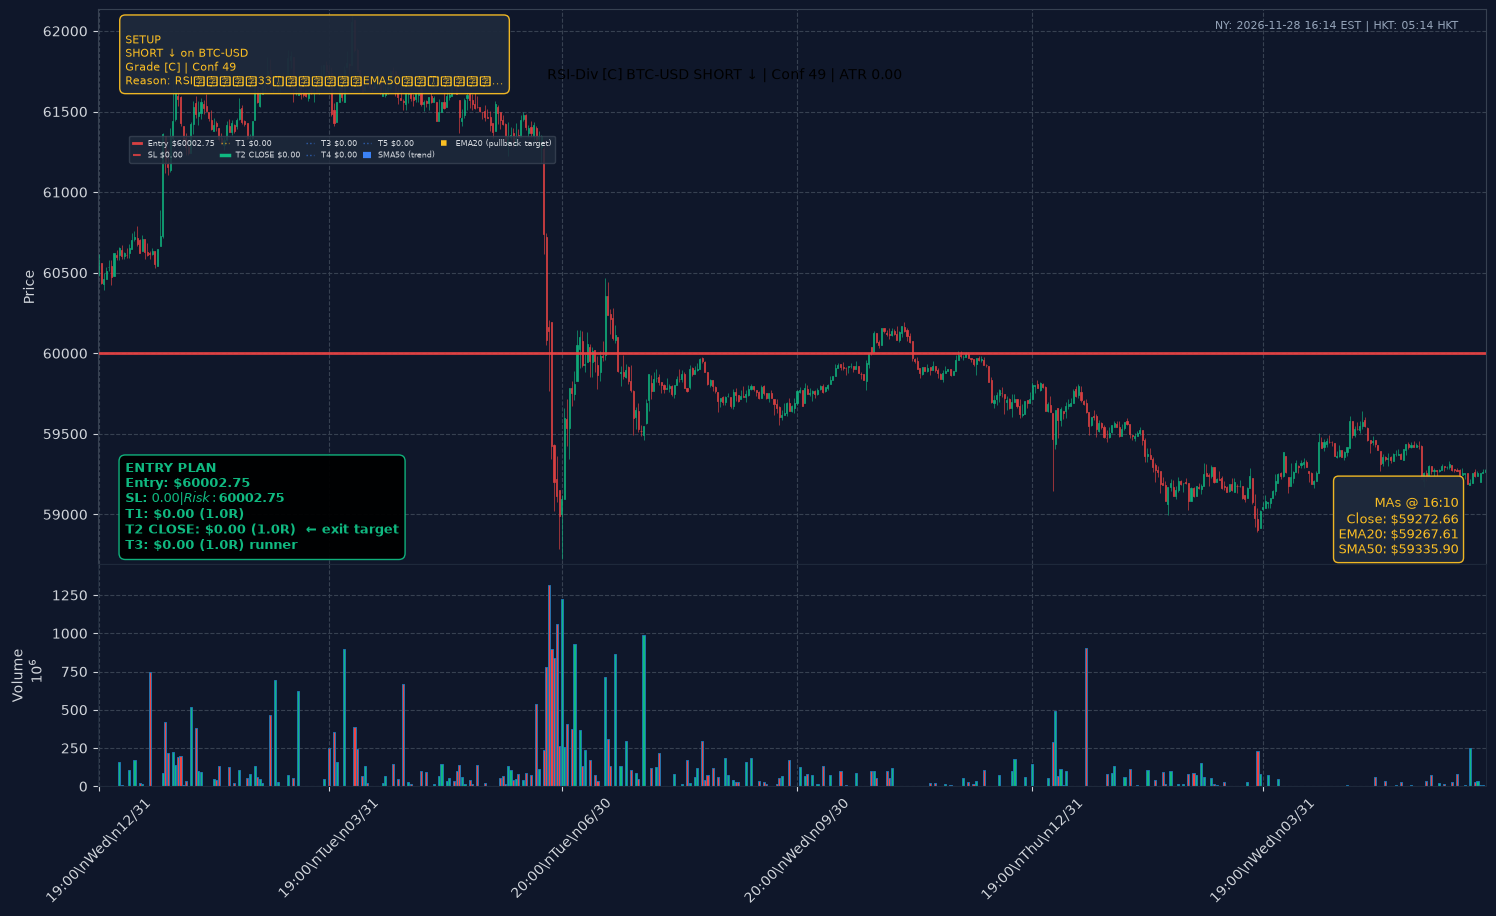 NY: 2026-11-28 16:14 EST | HKT: 05:14 HKT
SETUP
SHORT ↓ on BTC-USD
Grade [C] | Conf 49
Reason: RSI 33 EMA50 ...
RSI-Div [C] BTC-USD SHORT ↓ | Conf 49 | ATR 0.00
Entry $60002.75 T1 $0.00 T3 $0.00 T5 $0.00 EMA20 (pullback target)
SL $0.00 T2 CLOSE $0.00 T4 $0.00 SMA50 (trend)
62000
61500
61000
60500
60000
59500
59000
Price
ENTRY PLAN
Entry: $60002.75
SL: 0.00|Risk:60002.75
T1: $0.00 (1.0R)
T2 CLOSE: $0.00 (1.0R) ← exit target
T3: $0.00 (1.0R) runner
MAs @ 16:10
Close: $59272.66
EMA20: $59267.61
SMA50: $59335.90
1250
1000
750
500
250
0
Volume
10⁶
19:00\nWed\n12/31
19:00\nTue\n03/31
20:00\nTue\n06/30
20:00\nWed\n09/30
19:00\nThu\n12/31
19:00\nWed\n03/31